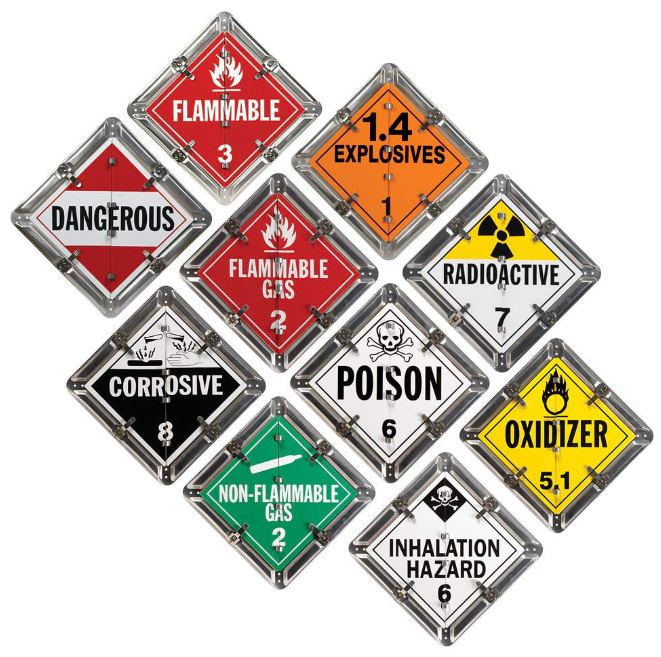 FLAMMABLE
3
1.4
EXPLOSIVES
1
DANGEROUS
FLAMMABLE
GAS
2
RADIOACTIVE
7
CORROSIVE
8
POISON
6
OXIDIZER
5.1
NON-FLAMMABLE
GAS
2
INHALATION
HAZARD
6